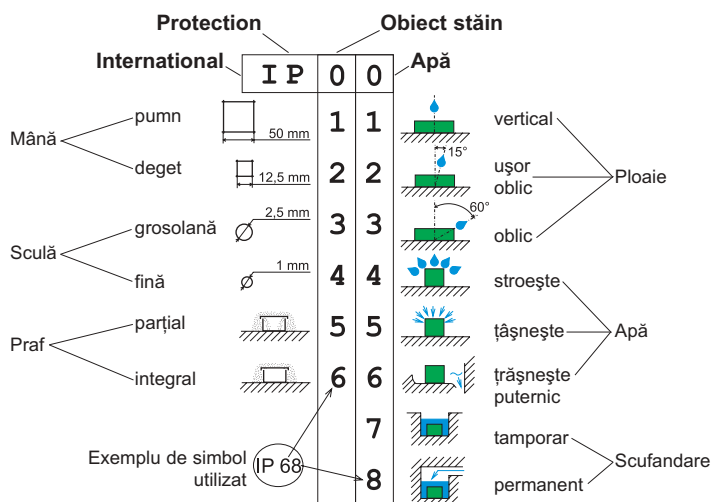 Protection Obiect stăin
International Apă
IP 0 0
Mână pumn 50 mm 1 1 vertical
deget 12,5 mm 2 2 15° uşor oblic Ploaie
grosolană 2,5 mm 3 3 60° oblic
Sculă
fină 1 mm 4 4 stroeşte
parţial 5 5 ţâşneşte Apă
Praf
integral 6 6 ţrăşneşte puternic
7 tamporar
Exemplu de simbol utilizat IP 68 Scufandare
8 permanent